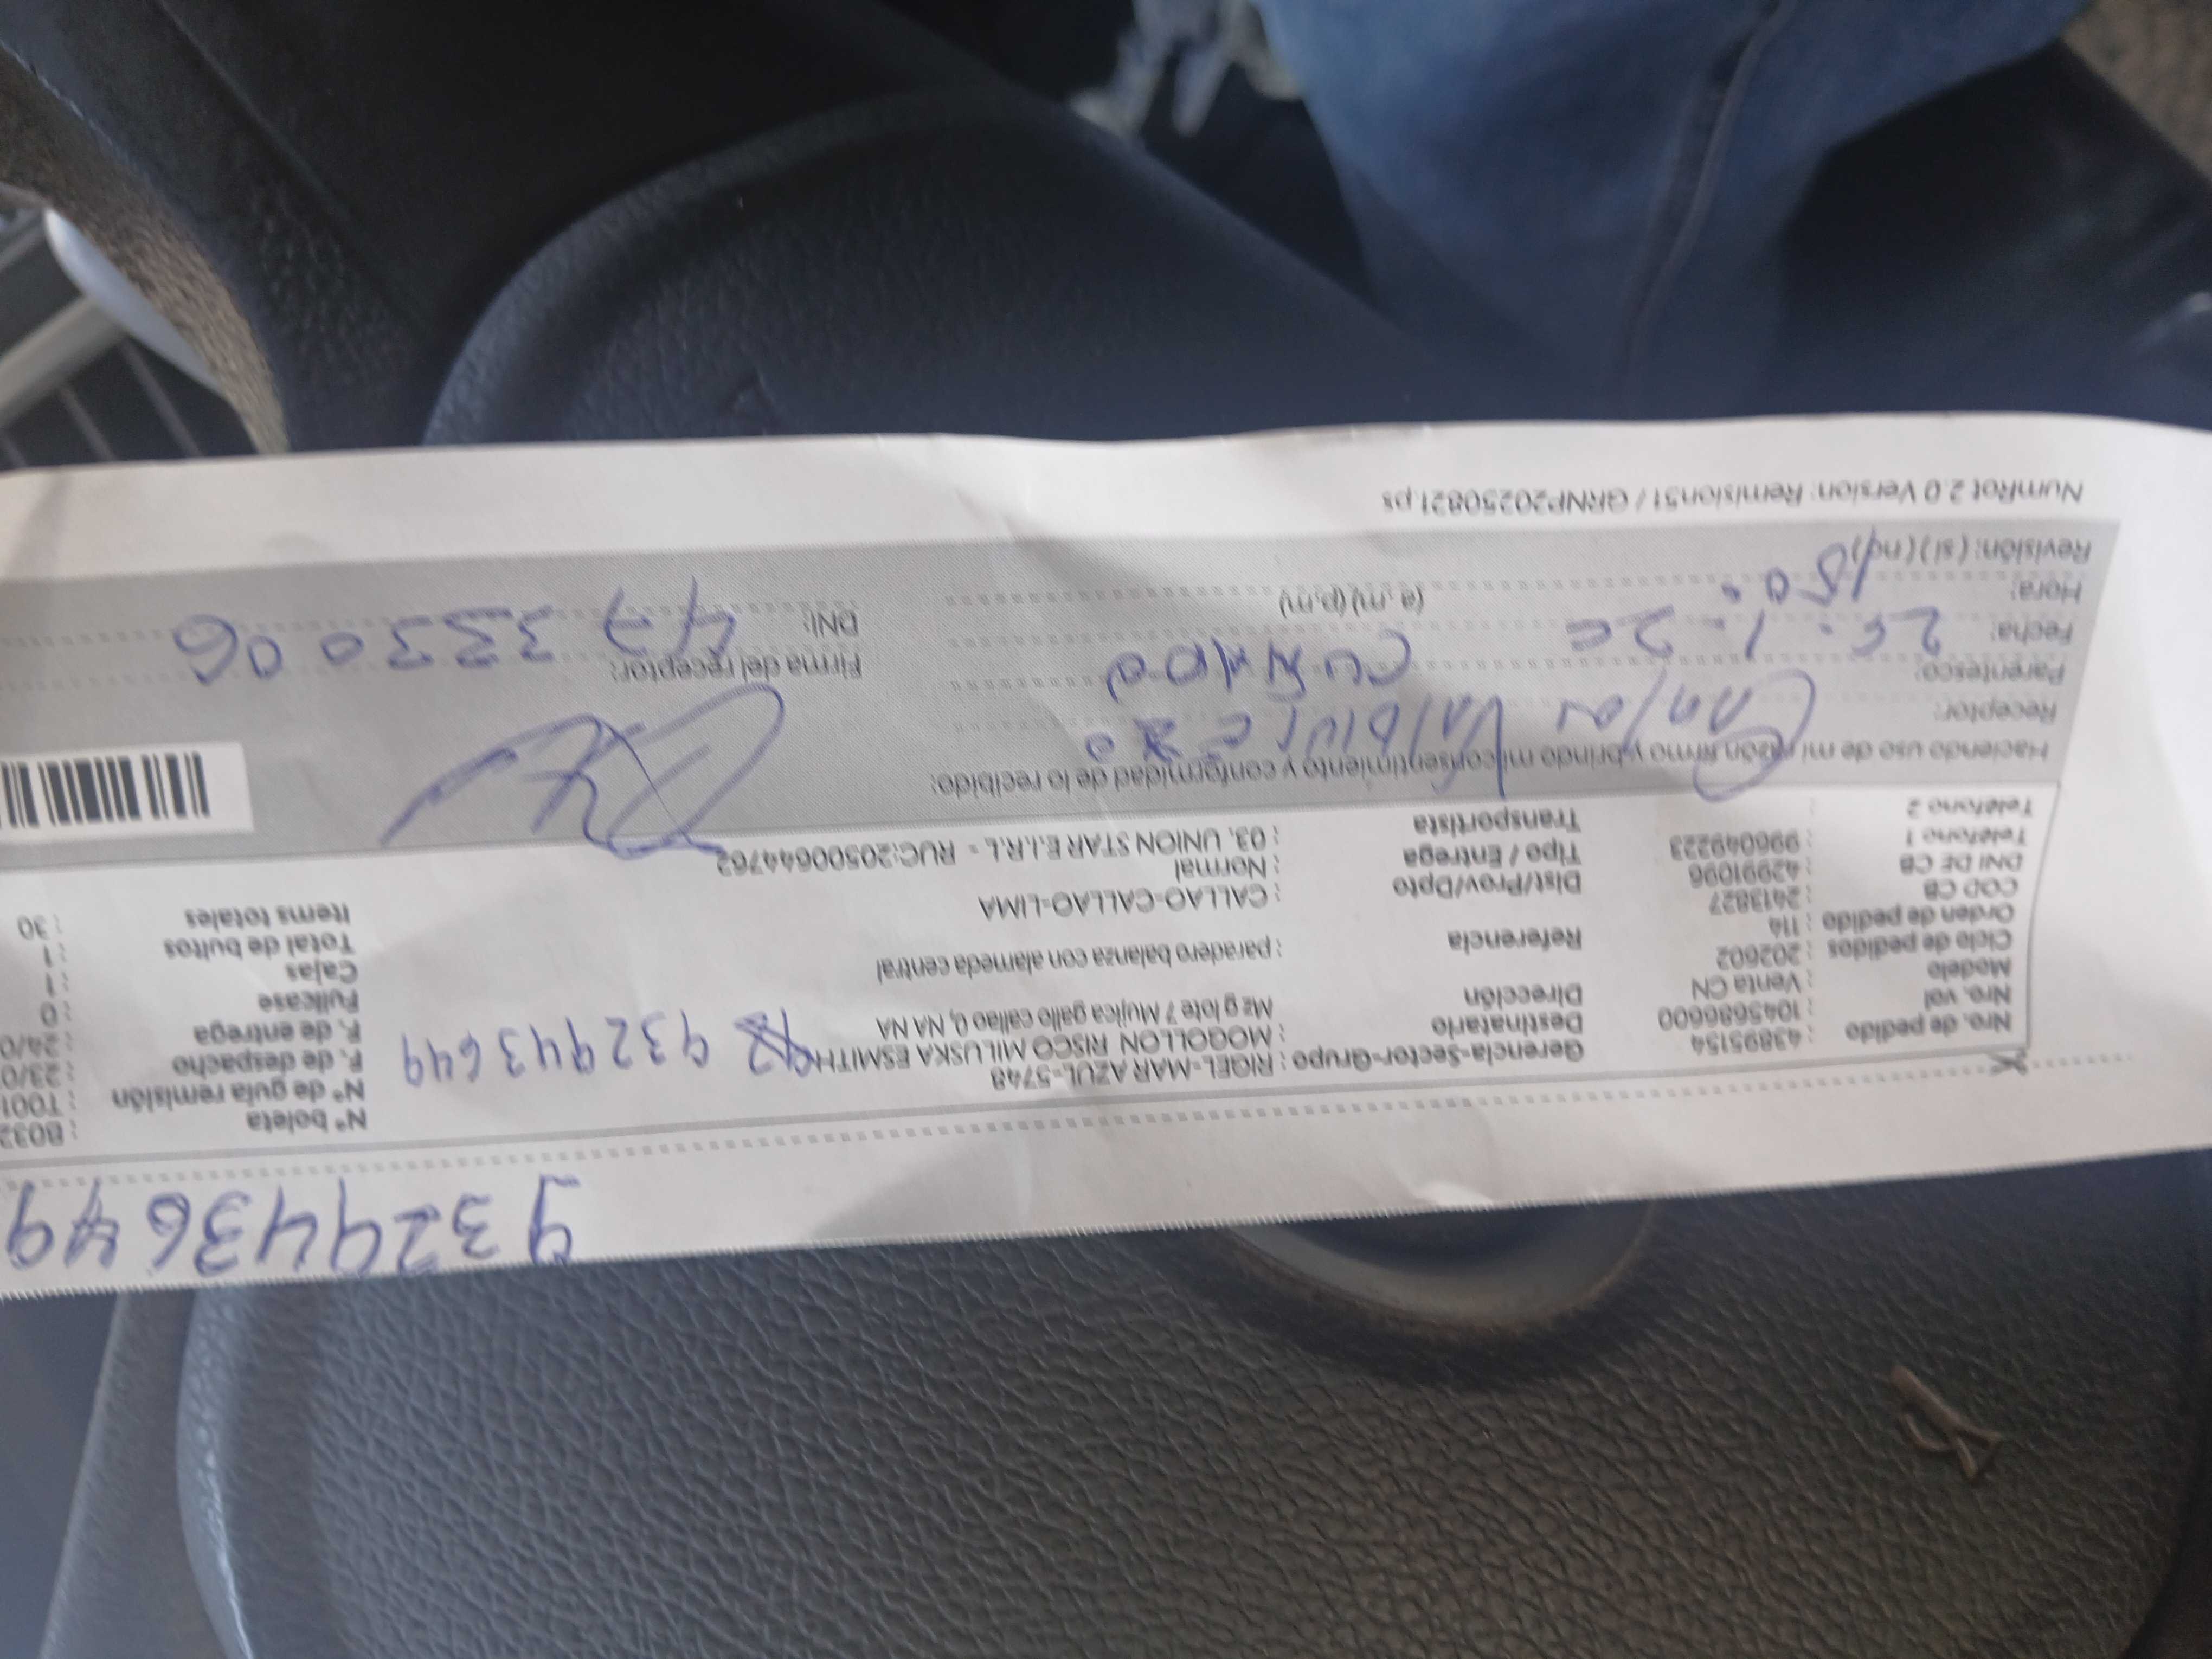 932943649
Nro. de pedido : 43895154
Nro. vol : 1045686600
Modelo : Venta CN
Ciclo de pedidos : 202602
Orden de pedido : 114
COD CB : 2413827
DNI DE CB : 42991096
Teléfono 1 : 996049223
Teléfono 2 :
Gerencia-Sector-Grupo : RIGEL-MAR AZUL-5748
Destinatario : MOGOLLON RISCO MILUSKA ESMITH
932943649
Dirección : Mz g lote 7 Mujica gallo callao 0, NA NA
Referencia : paradero balanza con alameda central
Dist/Prov/Dpto : CALLAO-CALLAO-LIMA
Tipo / Entrega : Normal
Transportista : 03. UNION STAR E.I.R.L - RUC:20500644762
N° boleta : B032
N° de guia remisión : T001
F. de despacho : 23/0
F. de entrega : 24/0
Fullcase : 0
Cajas : 1
Total de bultos : 1
Items totales : 30
Haciendo uso de mi razón firmo y brindo mi consentimiento y conformidad de lo recibido:
Receptor:
Parentesco: cuñado
Fecha:
Hora: (a. m) (p.m)
Revisión: (si) (no)
Firma del receptor:
DNI: 47333006
NumRot 2.0 Version: Remision51 / GRNP20250821.ps